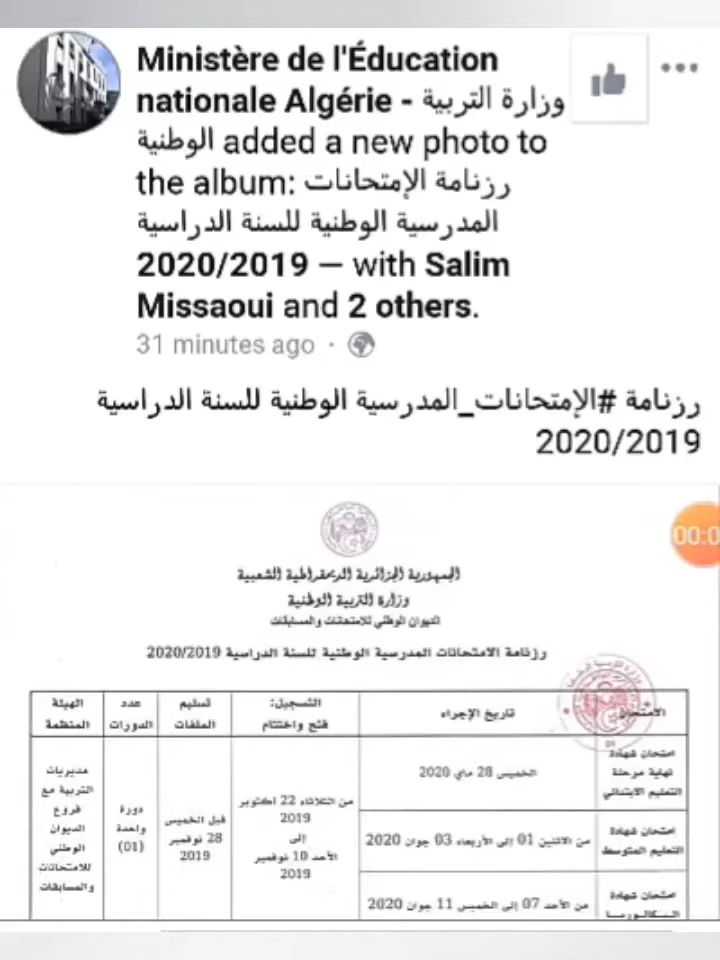 Ministère de l'Éducation
nationale Algérie - وزارة التربية
الوطنية added a new photo to
the album: رزنامة الإمتحانات
المدرسية الوطنية للسنة الدراسية
2020/2019 — with Salim
Missaoui and 2 others.
31 minutes ago ·
رزنامة #الإمتحانات_المدرسية الوطنية للسنة الدراسية
2020/2019
00:0
الجمهورية الجزائرية الديمقراطية الشعبية
وزارة التربية الوطنية
الديوان الوطني للامتحانات والمسابقات
رزنامة الامتحانات المدرسية الوطنية للسنة الدراسية 2020/2019
الامتحان
تاريخ الإجراء
التسجيل:
فتح واختتام
تسليم
الملفات
عدد
الدورات
الهيئة
المنظمة
امتحان شهادة
نهاية مرحلة
التعليم الابتدائي
الخميس 28 ماي 2020
امتحان شهادة
التعليم المتوسط
من الاثنين 01 إلى الأربعاء 03 جوان 2020
امتحان شهادة
البكالوريا
من الأحد 07 إلى الخميس 11 جوان 2020
من الثلاثاء 22 أكتوبر
2019
إلى
الأحد 10 نوفمبر
2019
قبل الخميس
28 نوفمبر
2019
دورة
واحدة
(01)
مديريات
التربية مع
فروع
الديوان
الوطني
للامتحانات
والمسابقات